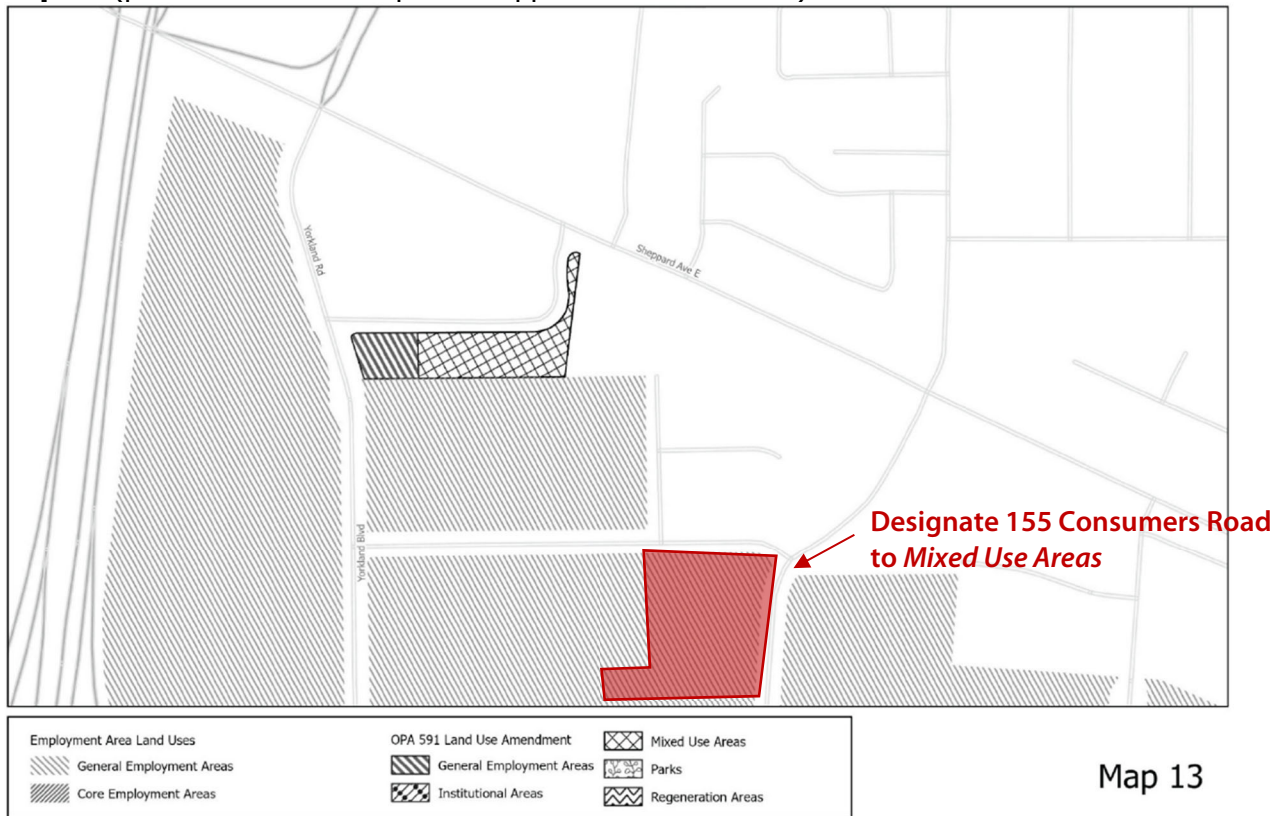 Sheppard Ave E
Yorkland Rd
Yorkland Blvd
Designate 155 Consumers Road
to Mixed Use Areas
Employment Area Land Uses
General Employment Areas
Core Employment Areas
OPA 591 Land Use Amendment
General Employment Areas
Institutional Areas
Mixed Use Areas
Parks
Regeneration Areas
Map 13